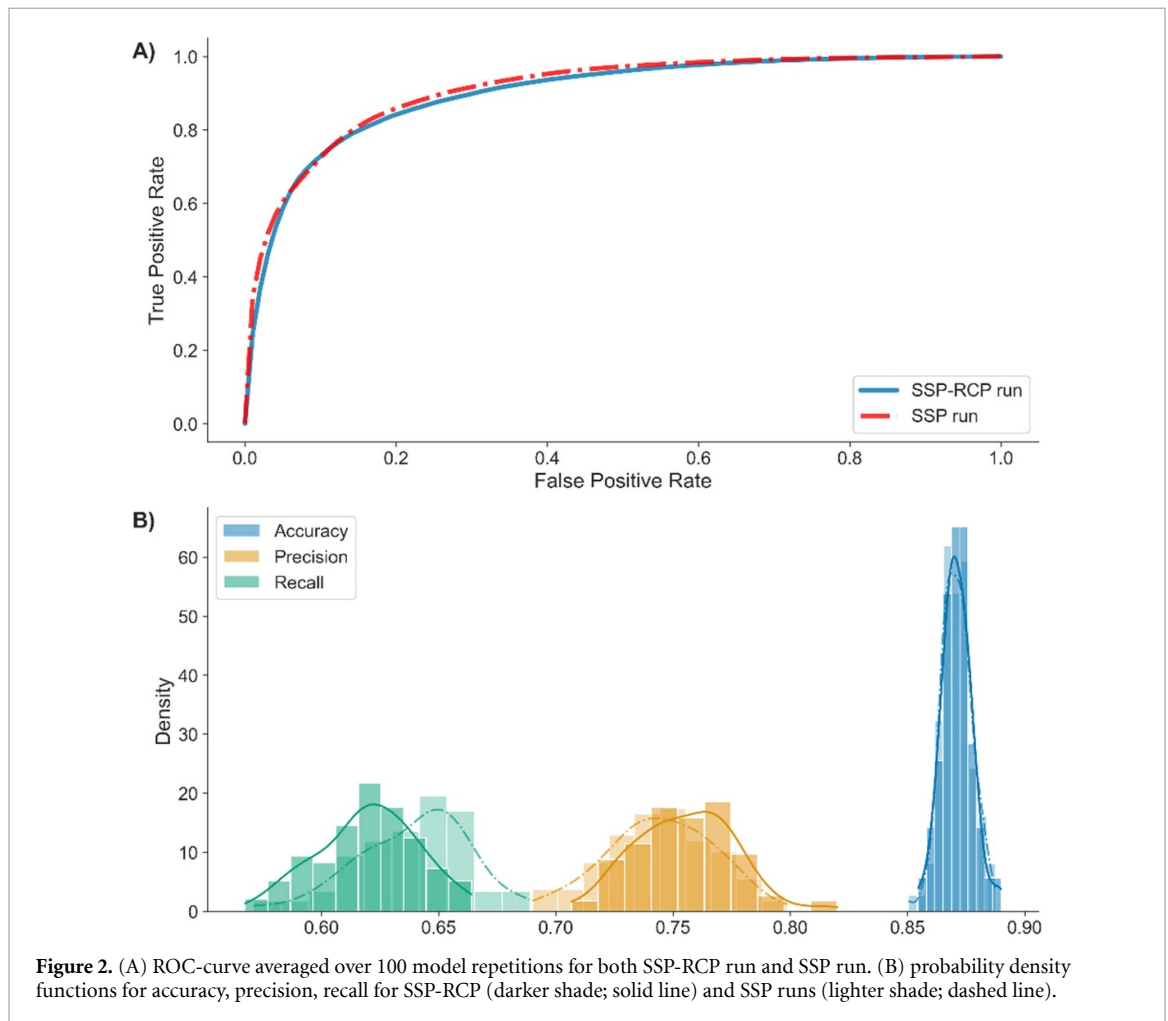 A)
1.0
0.8
0.6
0.4
0.2
0.0
True Positive Rate
SSP-RCP run
SSP run
0.0 0.2 0.4 0.6 0.8 1.0
False Positive Rate
B)
Accuracy
Precision
Recall
60
50
40
30
20
10
0
Density
0.60 0.65 0.70 0.75 0.80 0.85 0.90
Figure 2. (A) ROC-curve averaged over 100 model repetitions for both SSP-RCP run and SSP run. (B) probability density
functions for accuracy, precision, recall for SSP-RCP (darker shade; solid line) and SSP runs (lighter shade; dashed line).